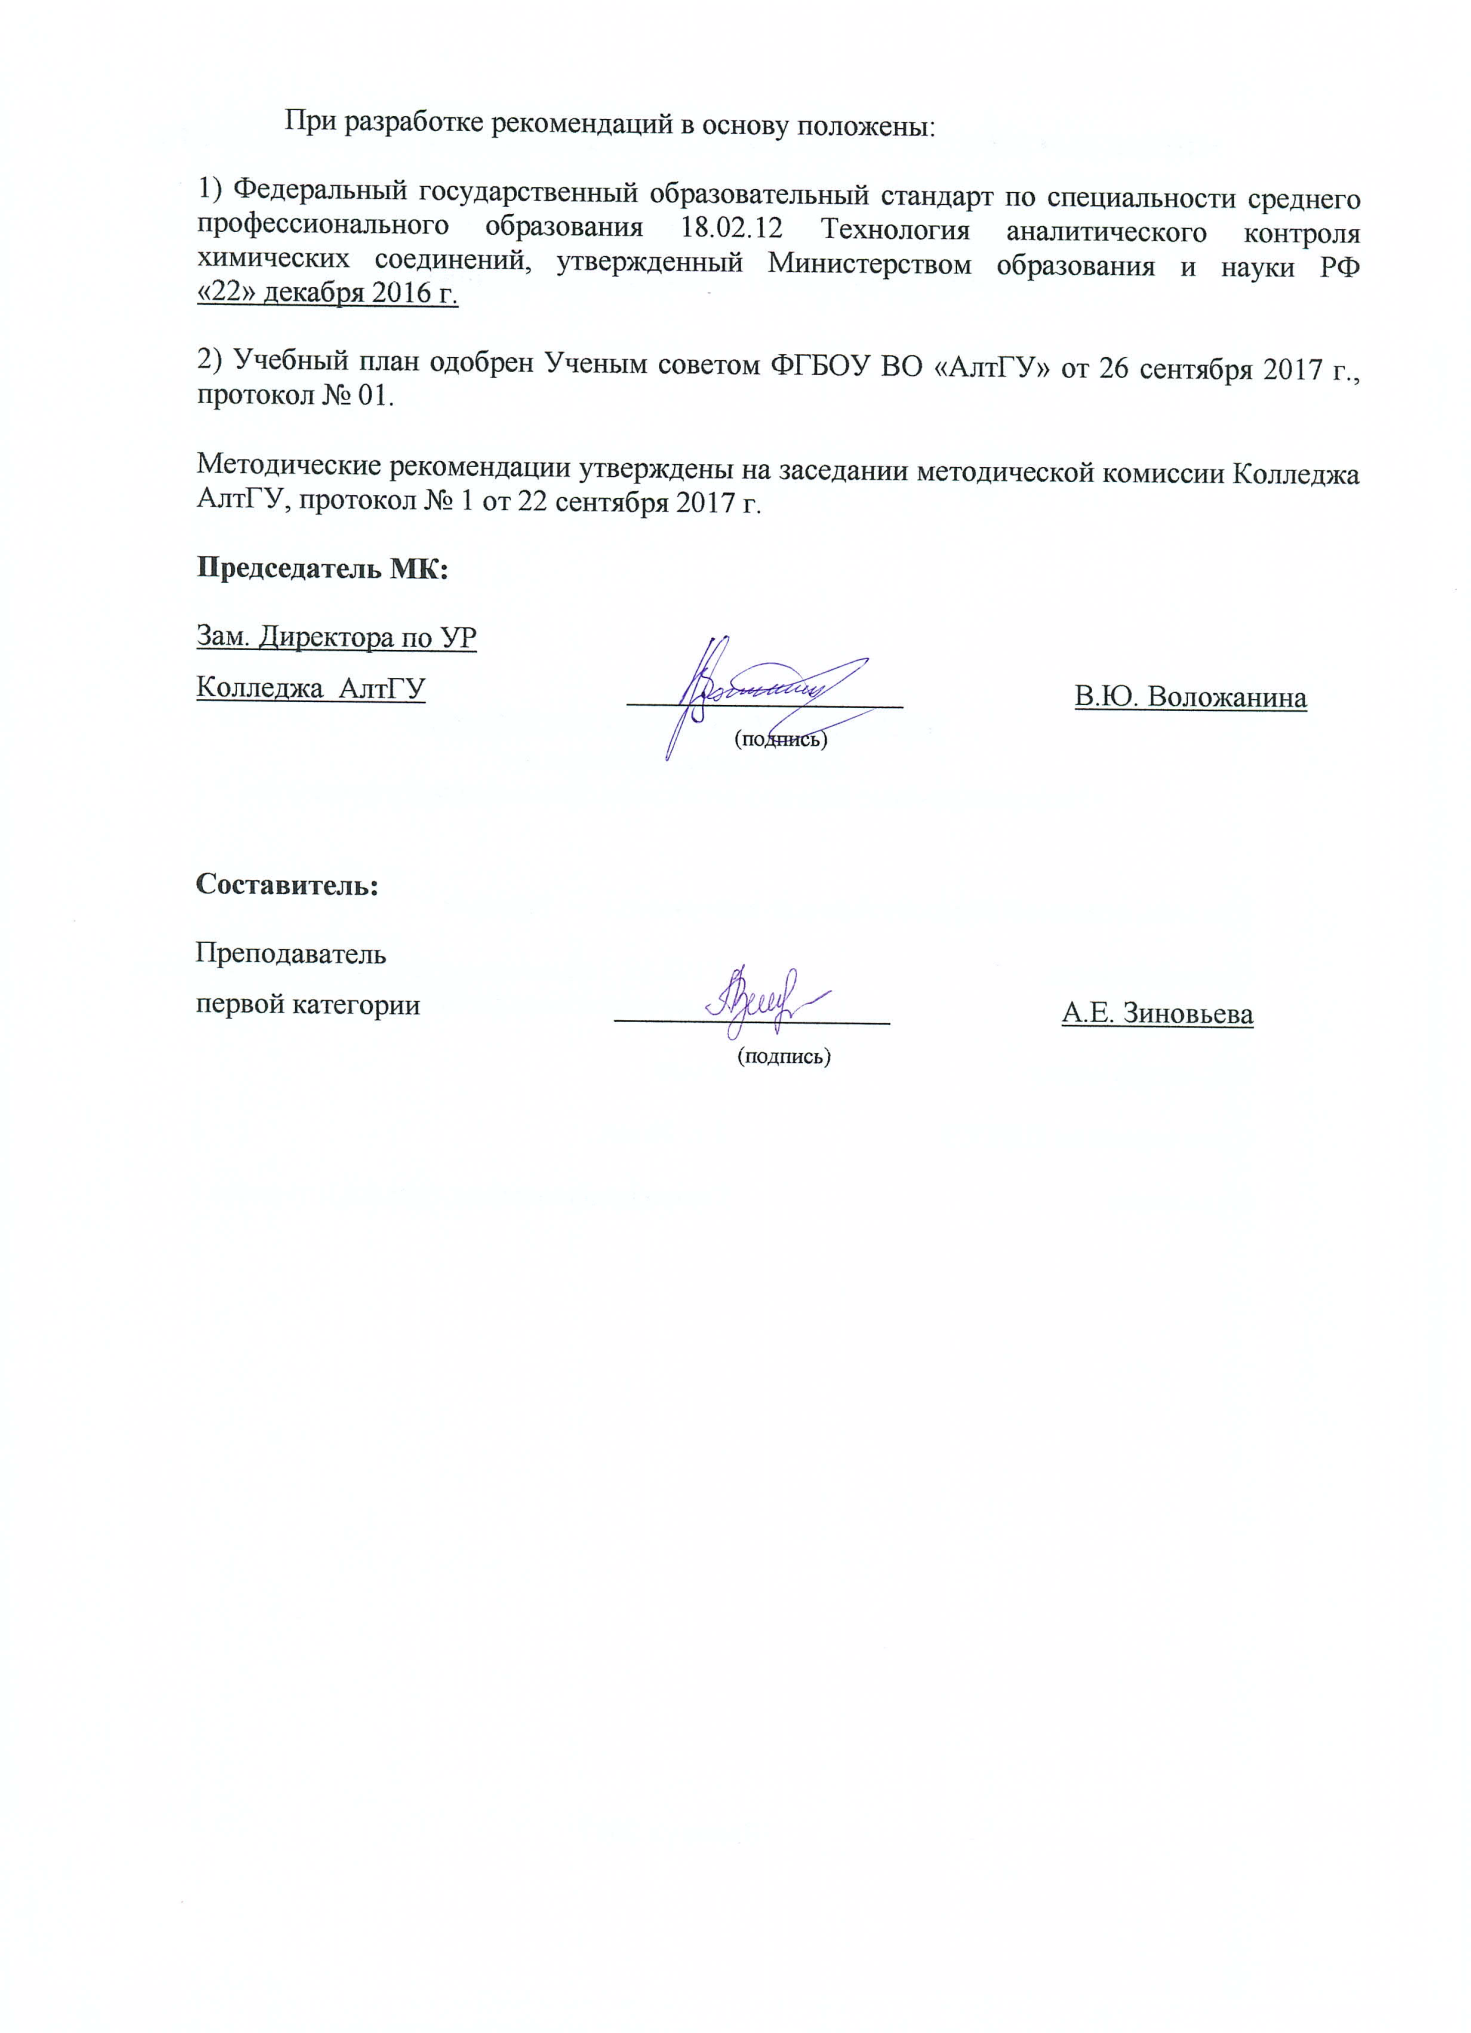 При разработке рекомендаций в основу положены:
1) Федеральный государственный образовательный стандарт по специальности среднего
профессионального образования 18.02.12 Технология аналитического контроля
химических соединений, утвержденный Министерством образования и науки РФ
«22» декабря 2016 г.
2) Учебный план одобрен Ученым советом ФГБОУ ВО «АлтГУ» от 26 сентября 2017 г.,
протокол № 01.
Методические рекомендации утверждены на заседании методической комиссии Колледжа
АлтГУ, протокол № 1 от 22 сентября 2017 г.
Председатель МК:
Зам. Директора по УР
Колледжа АлтГУ В.Ю. Воложанина
(подпись)
Составитель:
Преподаватель
первой категории А.Е. Зиновьева
(подпись)